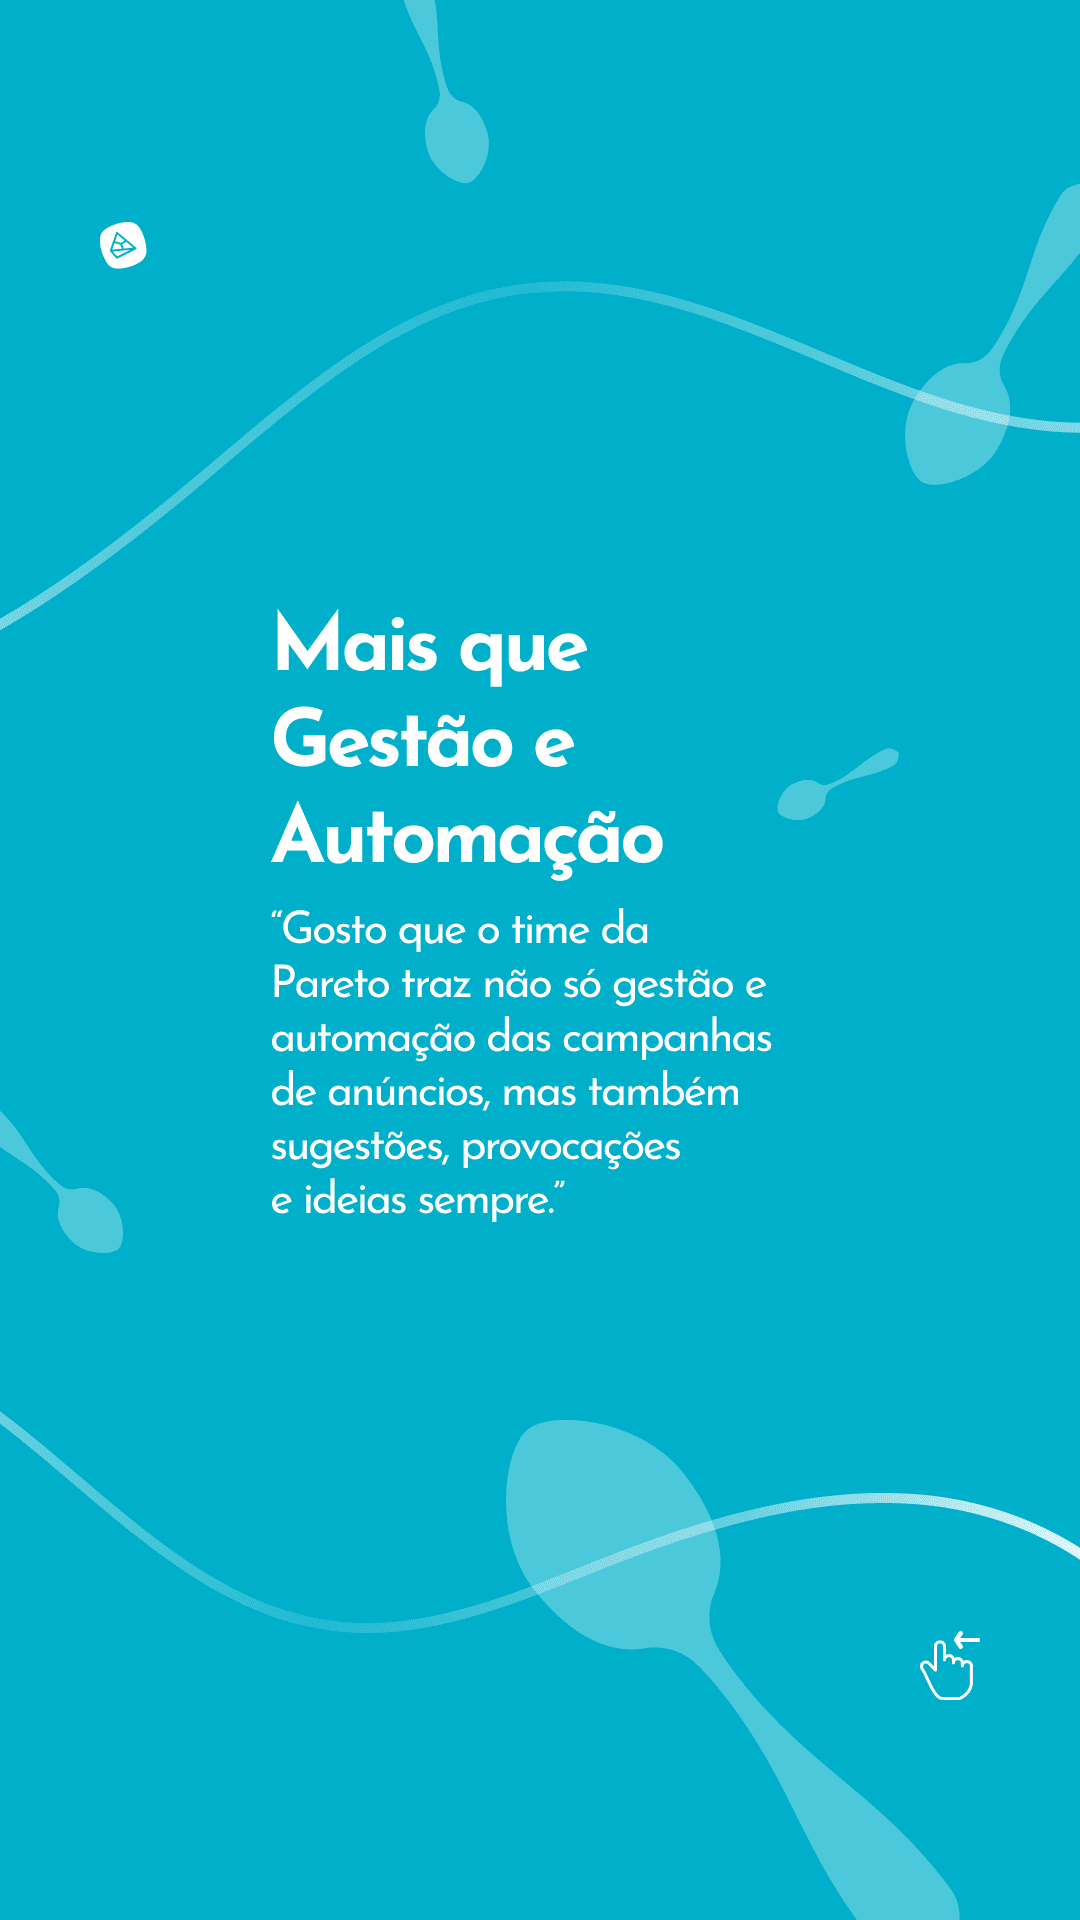 Mais que
Gestão e
Automação
“Gosto que o time da
Pareto traz não só gestão e
automação das campanhas
de anúncios, mas também
sugestões, provocações
e ideias sempre.”